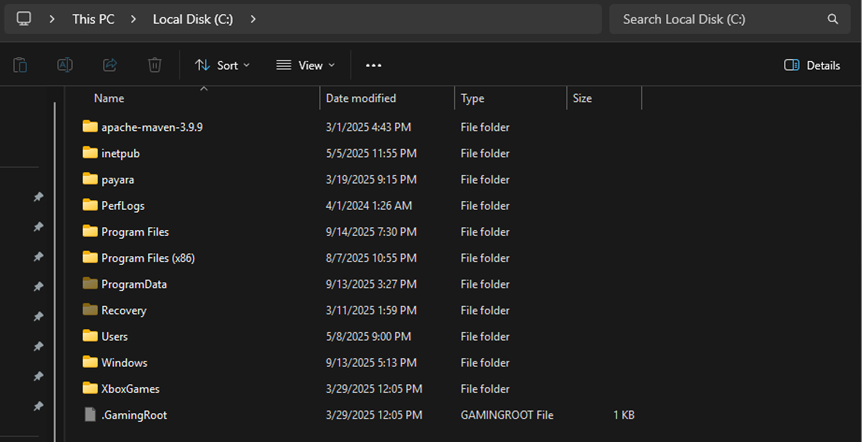 This PC > Local Disk (C:) > Search Local Disk (C:)
Sort View ... Details
Name Date modified Type Size
apache-maven-3.9.9 3/1/2025 4:43 PM File folder
inetpub 5/5/2025 11:55 PM File folder
payara 3/19/2025 9:15 PM File folder
PerfLogs 4/1/2024 1:26 AM File folder
Program Files 9/14/2025 7:30 PM File folder
Program Files (x86) 8/7/2025 10:55 PM File folder
ProgramData 9/13/2025 3:27 PM File folder
Recovery 3/11/2025 1:59 PM File folder
Users 5/8/2025 9:00 PM File folder
Windows 9/13/2025 5:13 PM File folder
XboxGames 3/29/2025 12:05 PM File folder
.GamingRoot 3/29/2025 12:05 PM GAMINGROOT File 1 KB